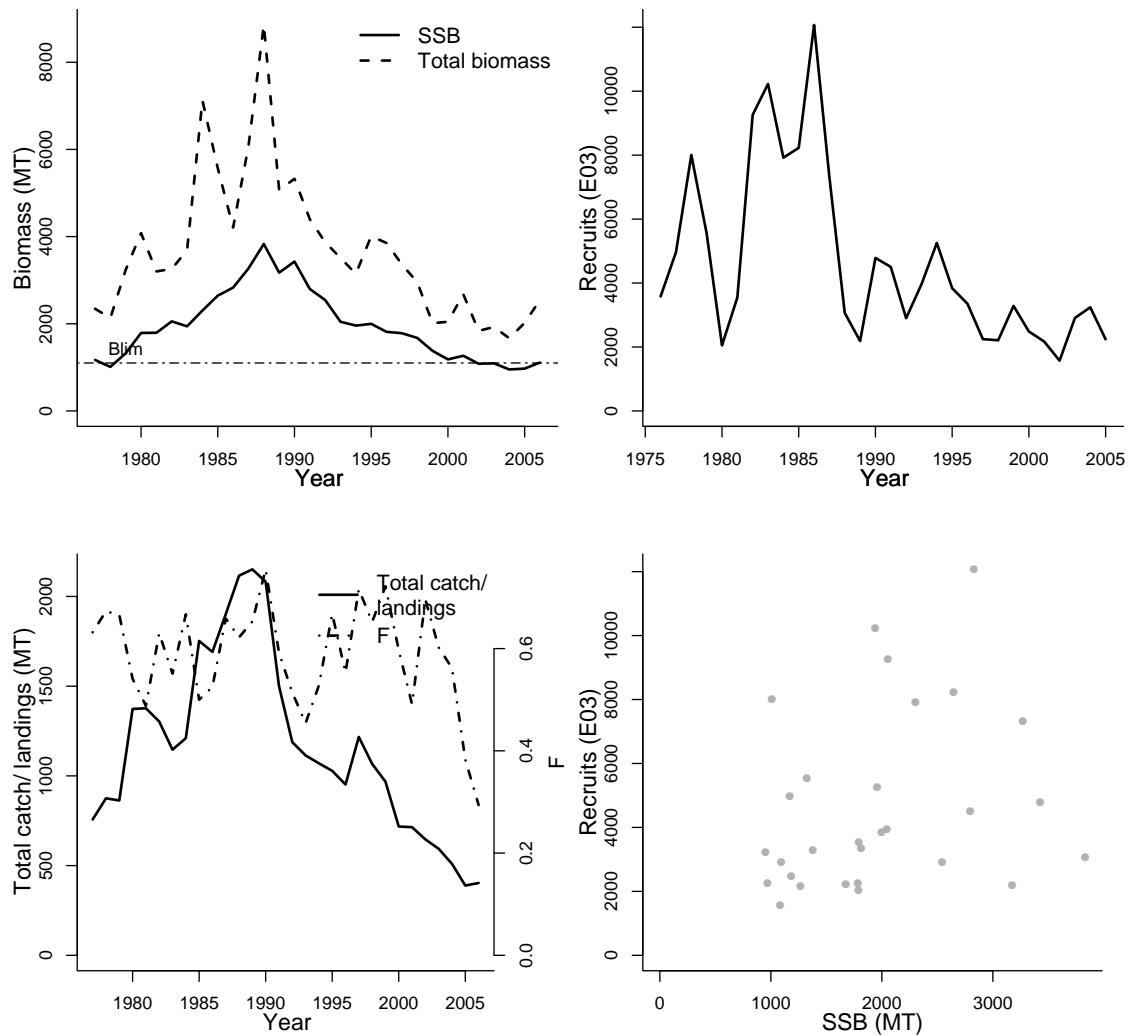 SSB
Total biomass
Biomass (MT)
8000
6000
4000
2000
0
Blim
1980 1985 1990 1995 2000 2005
Year
Recruits (E03)
10000
8000
6000
4000
2000
0
1975 1980 1985 1990 1995 2000 2005
Year
Total catch/
landings
F
Total catch/ landings (MT)
2000
1500
1000
500
0
0.6
0.4
0.2
0.0
F
1980 1985 1990 1995 2000 2005
Year
Recruits (E03)
10000
8000
6000
4000
2000
0
0 1000 2000 3000
SSB (MT)